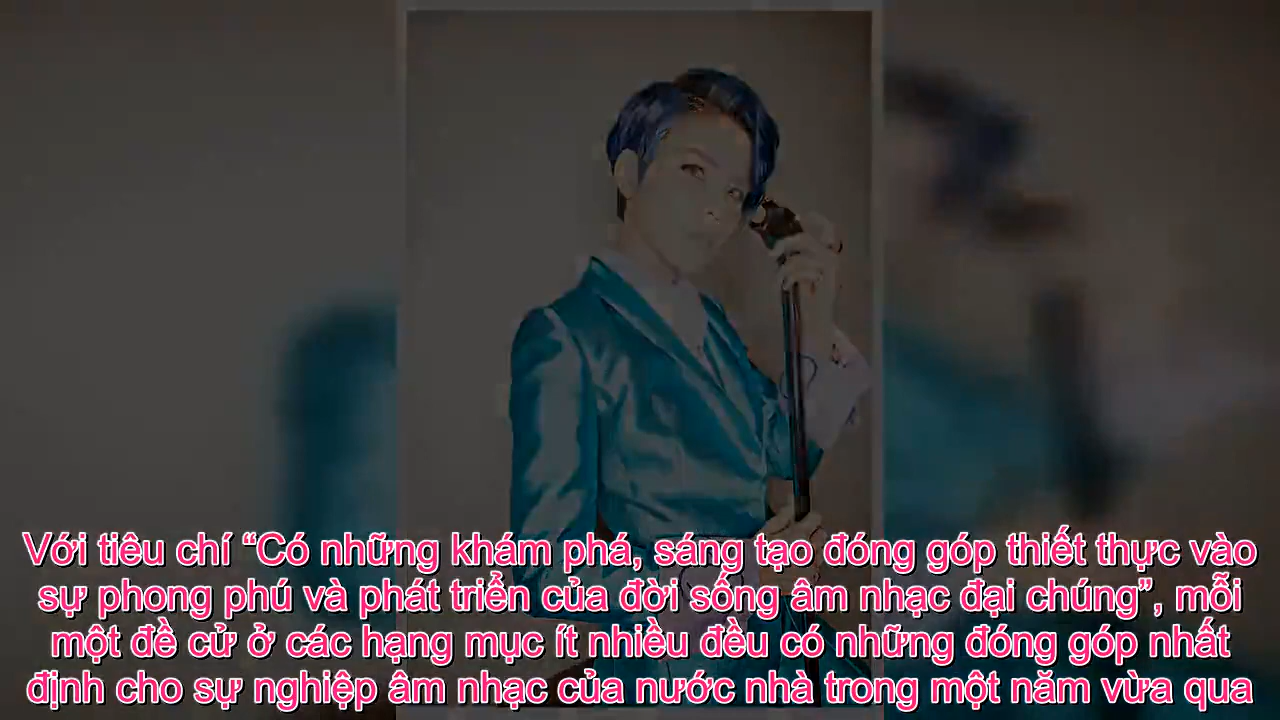 Với tiêu chí “Có những khám phá, sáng tạo đóng góp thiết thực vào
sự phong phú và phát triển của đời sống âm nhạc đại chúng”, mỗi
một đề cử ở các hạng mục ít nhiều đều có những đóng góp nhất
định cho sự nghiệp âm nhạc của nước nhà trong một năm vừa qua